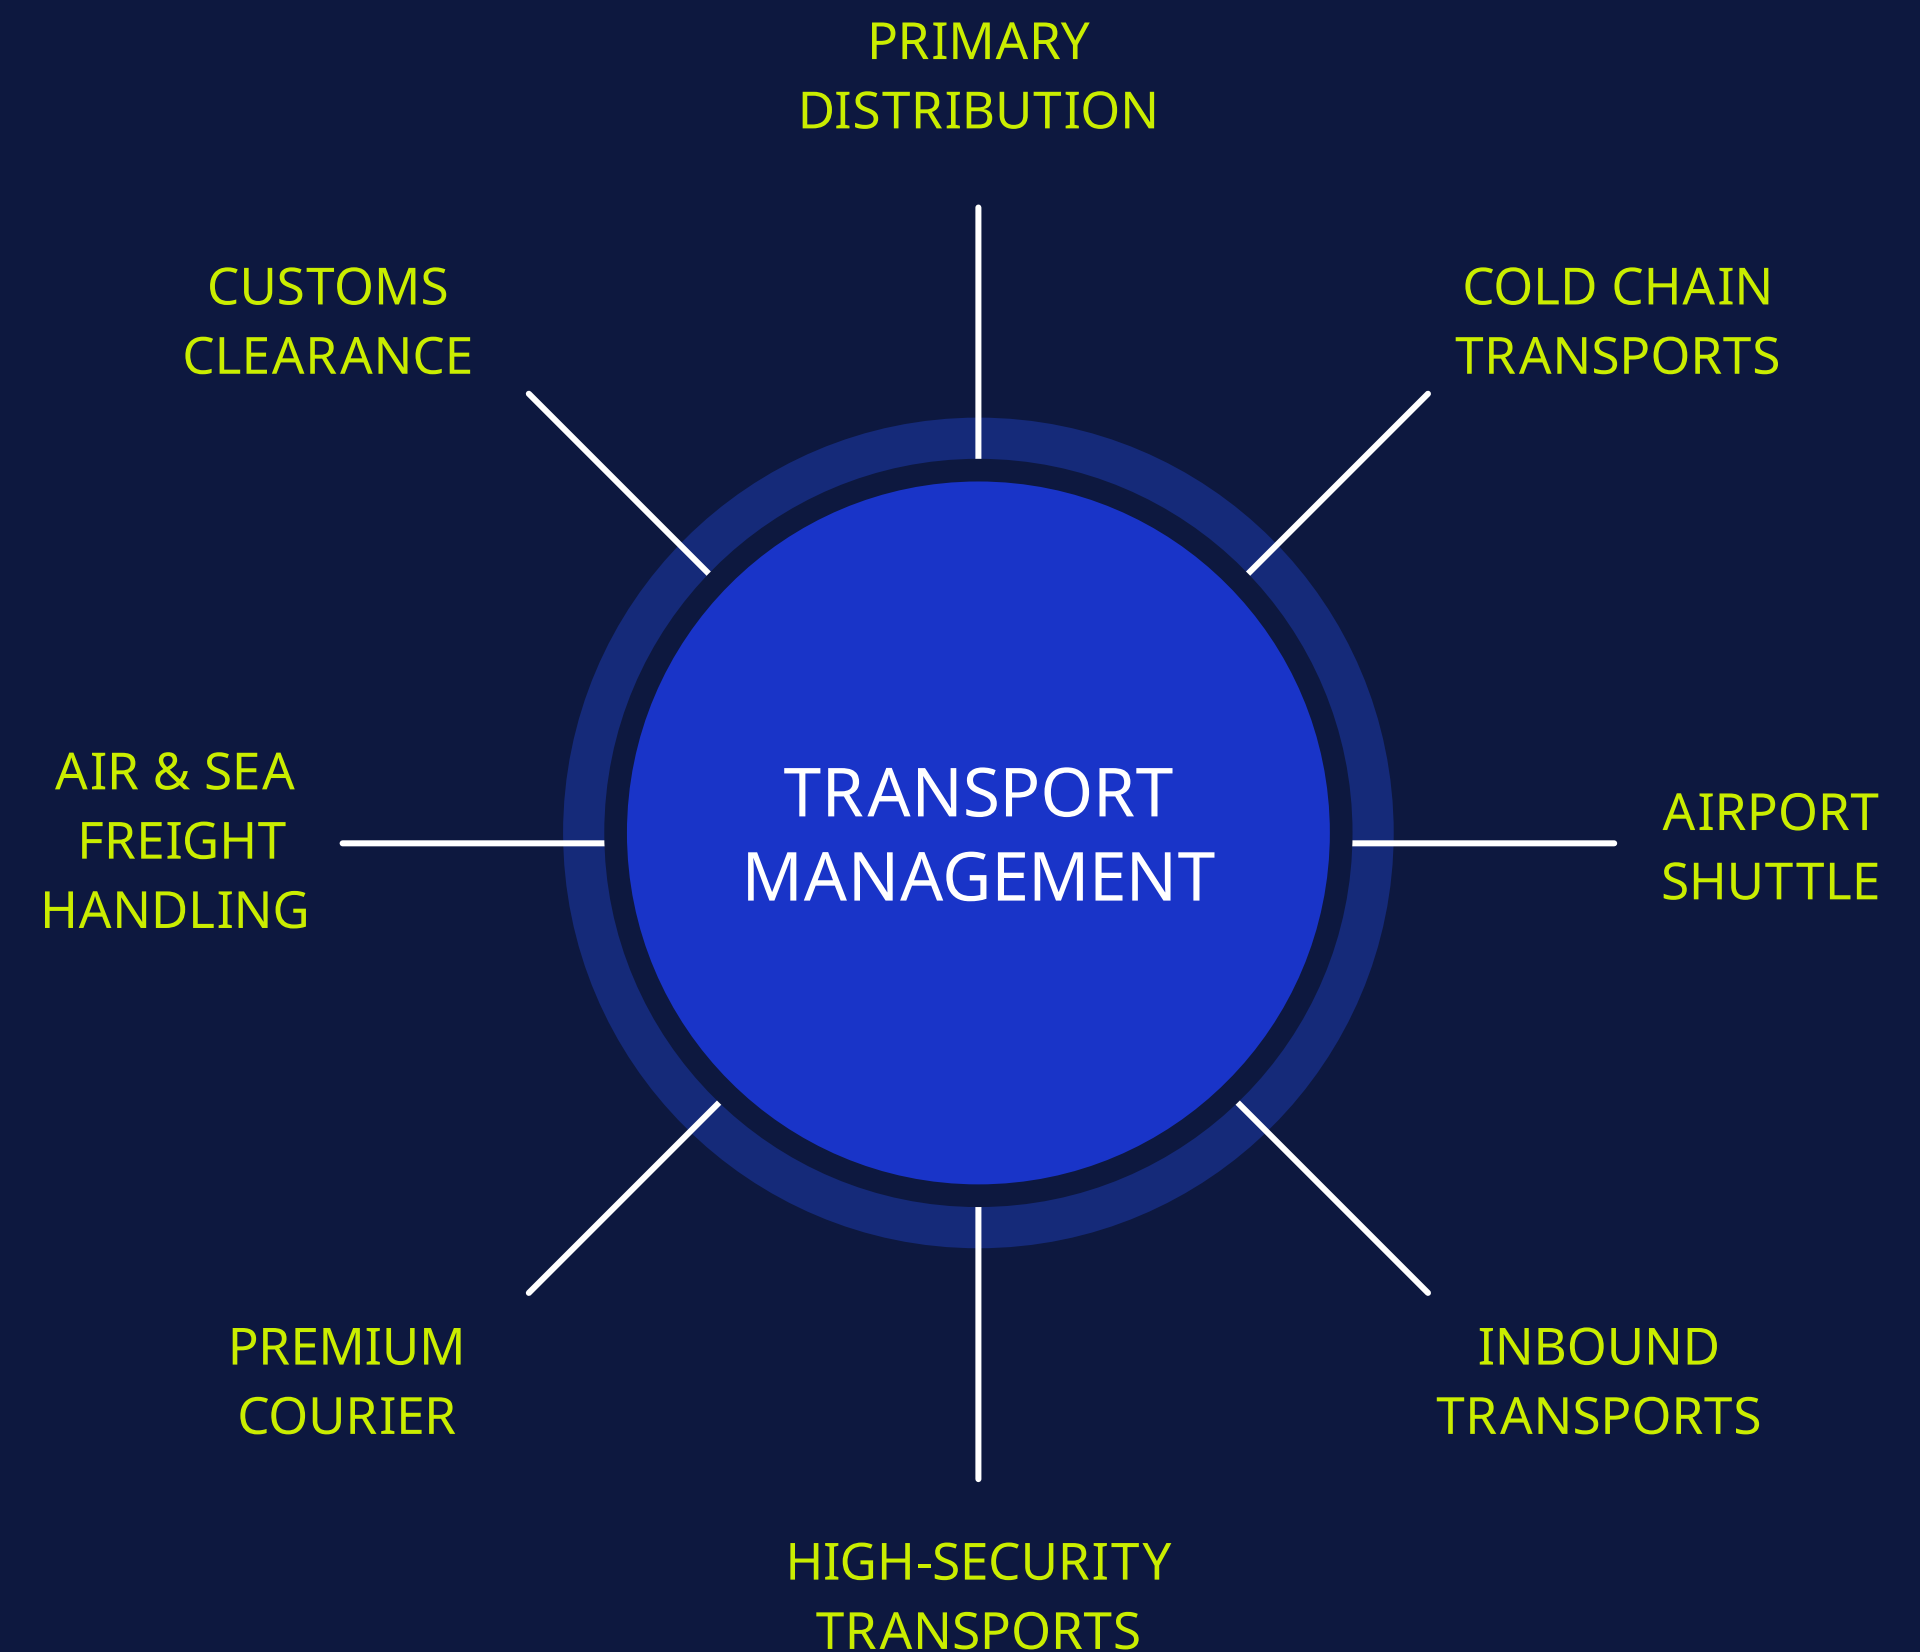 PRIMARY
DISTRIBUTION
CUSTOMS
CLEARANCE
COLD CHAIN
TRANSPORTS
AIR & SEA
FREIGHT
HANDLING
TRANSPORT
MANAGEMENT
AIRPORT
SHUTTLE
PREMIUM
COURIER
INBOUND
TRANSPORTS
HIGH-SECURITY
TRANSPORTS